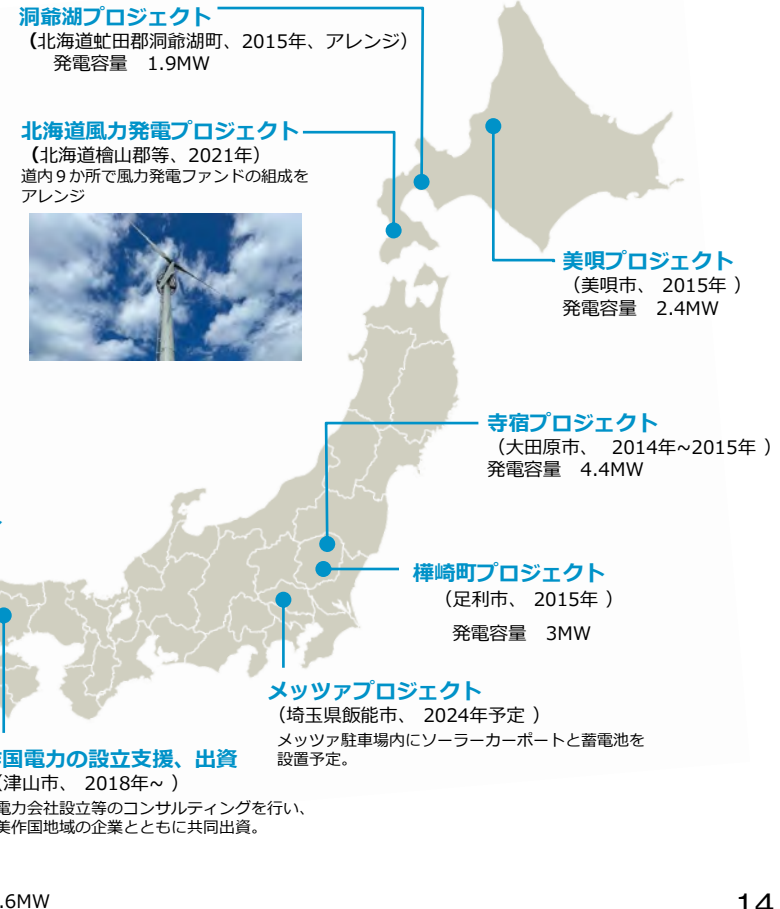 洞爺湖プロジェクト
(北海道虻田郡洞爺湖町、2015年、アレンジ)
発電容量 1.9MW
北海道風力発電プロジェクト
(北海道檜山郡等、2021年)
道内9か所で風力発電ファンドの組成を
アレンジ
美唄プロジェクト
(美唄市、 2015年 )
発電容量 2.4MW
寺宿プロジェクト
(大田原市、 2014年~2015年 )
発電容量 4.4MW
樺崎町プロジェクト
(足利市、 2015年 )
発電容量 3MW
メッツァプロジェクト
(埼玉県飯能市、 2024年予定 )
メッツァ駐車場内にソーラーカーポートと蓄電池を
設置予定。
国電力の設立支援、出資
(津山市、 2018年~ )
電力会社設立等のコンサルティングを行い、
美作国地域の企業とともに共同出資。
.6MW
14